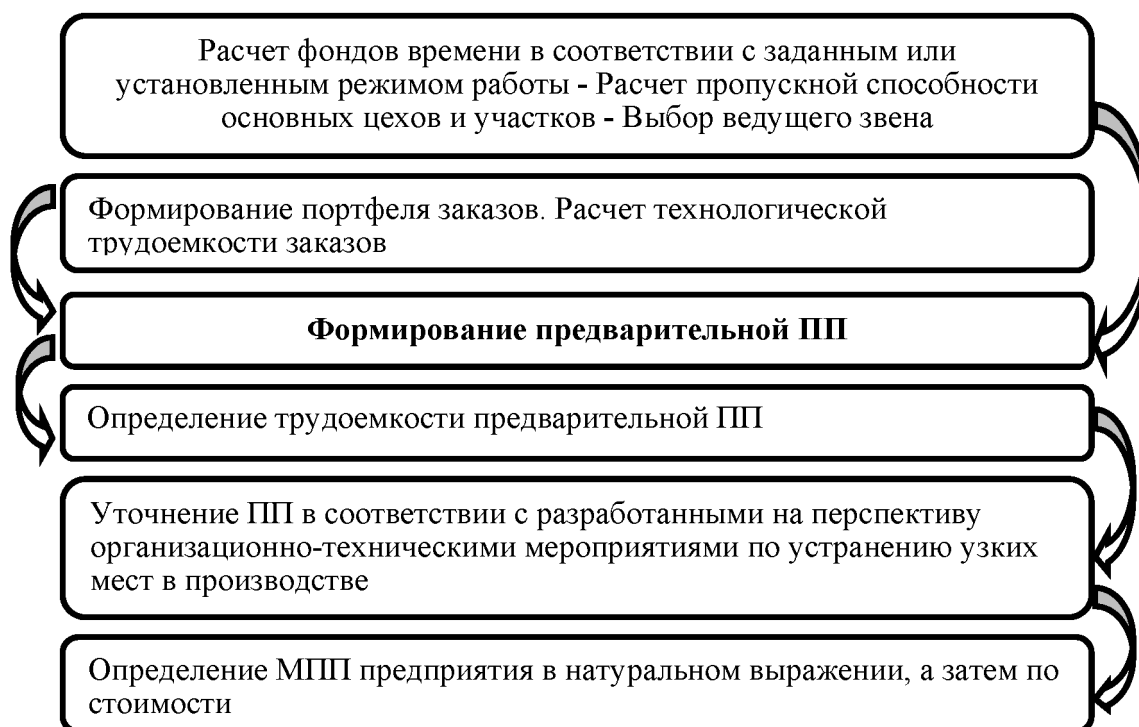 Расчет фондов времени в соответствии с заданным или
установленным режимом работы - Расчет пропускной способности
основных цехов и участков - Выбор ведущего звена
Формирование портфеля заказов. Расчет технологической
трудоемкости заказов
Формирование предварительной ПП
Определение трудоемкости предварительной ПП
Уточнение ПП в соответствии с разработанными на перспективу
организационно-техническими мероприятиями по устранению узких
мест в производстве
Определение МПП предприятия в натуральном выражении, а затем по
стоимости